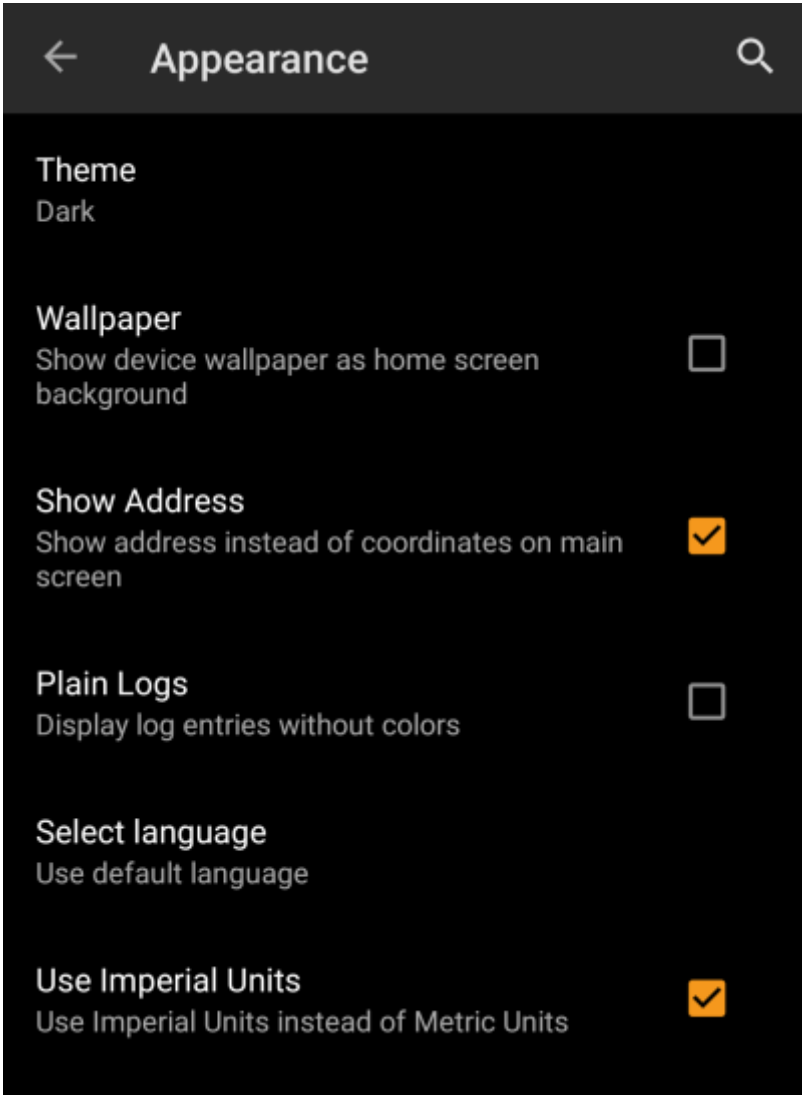 Appearance
Theme
Dark
Wallpaper
Show device wallpaper as home screen
background
Show Address
Show address instead of coordinates on main
screen
Plain Logs
Display log entries without colors
Select language
Use default language
Use Imperial Units
Use Imperial Units instead of Metric Units